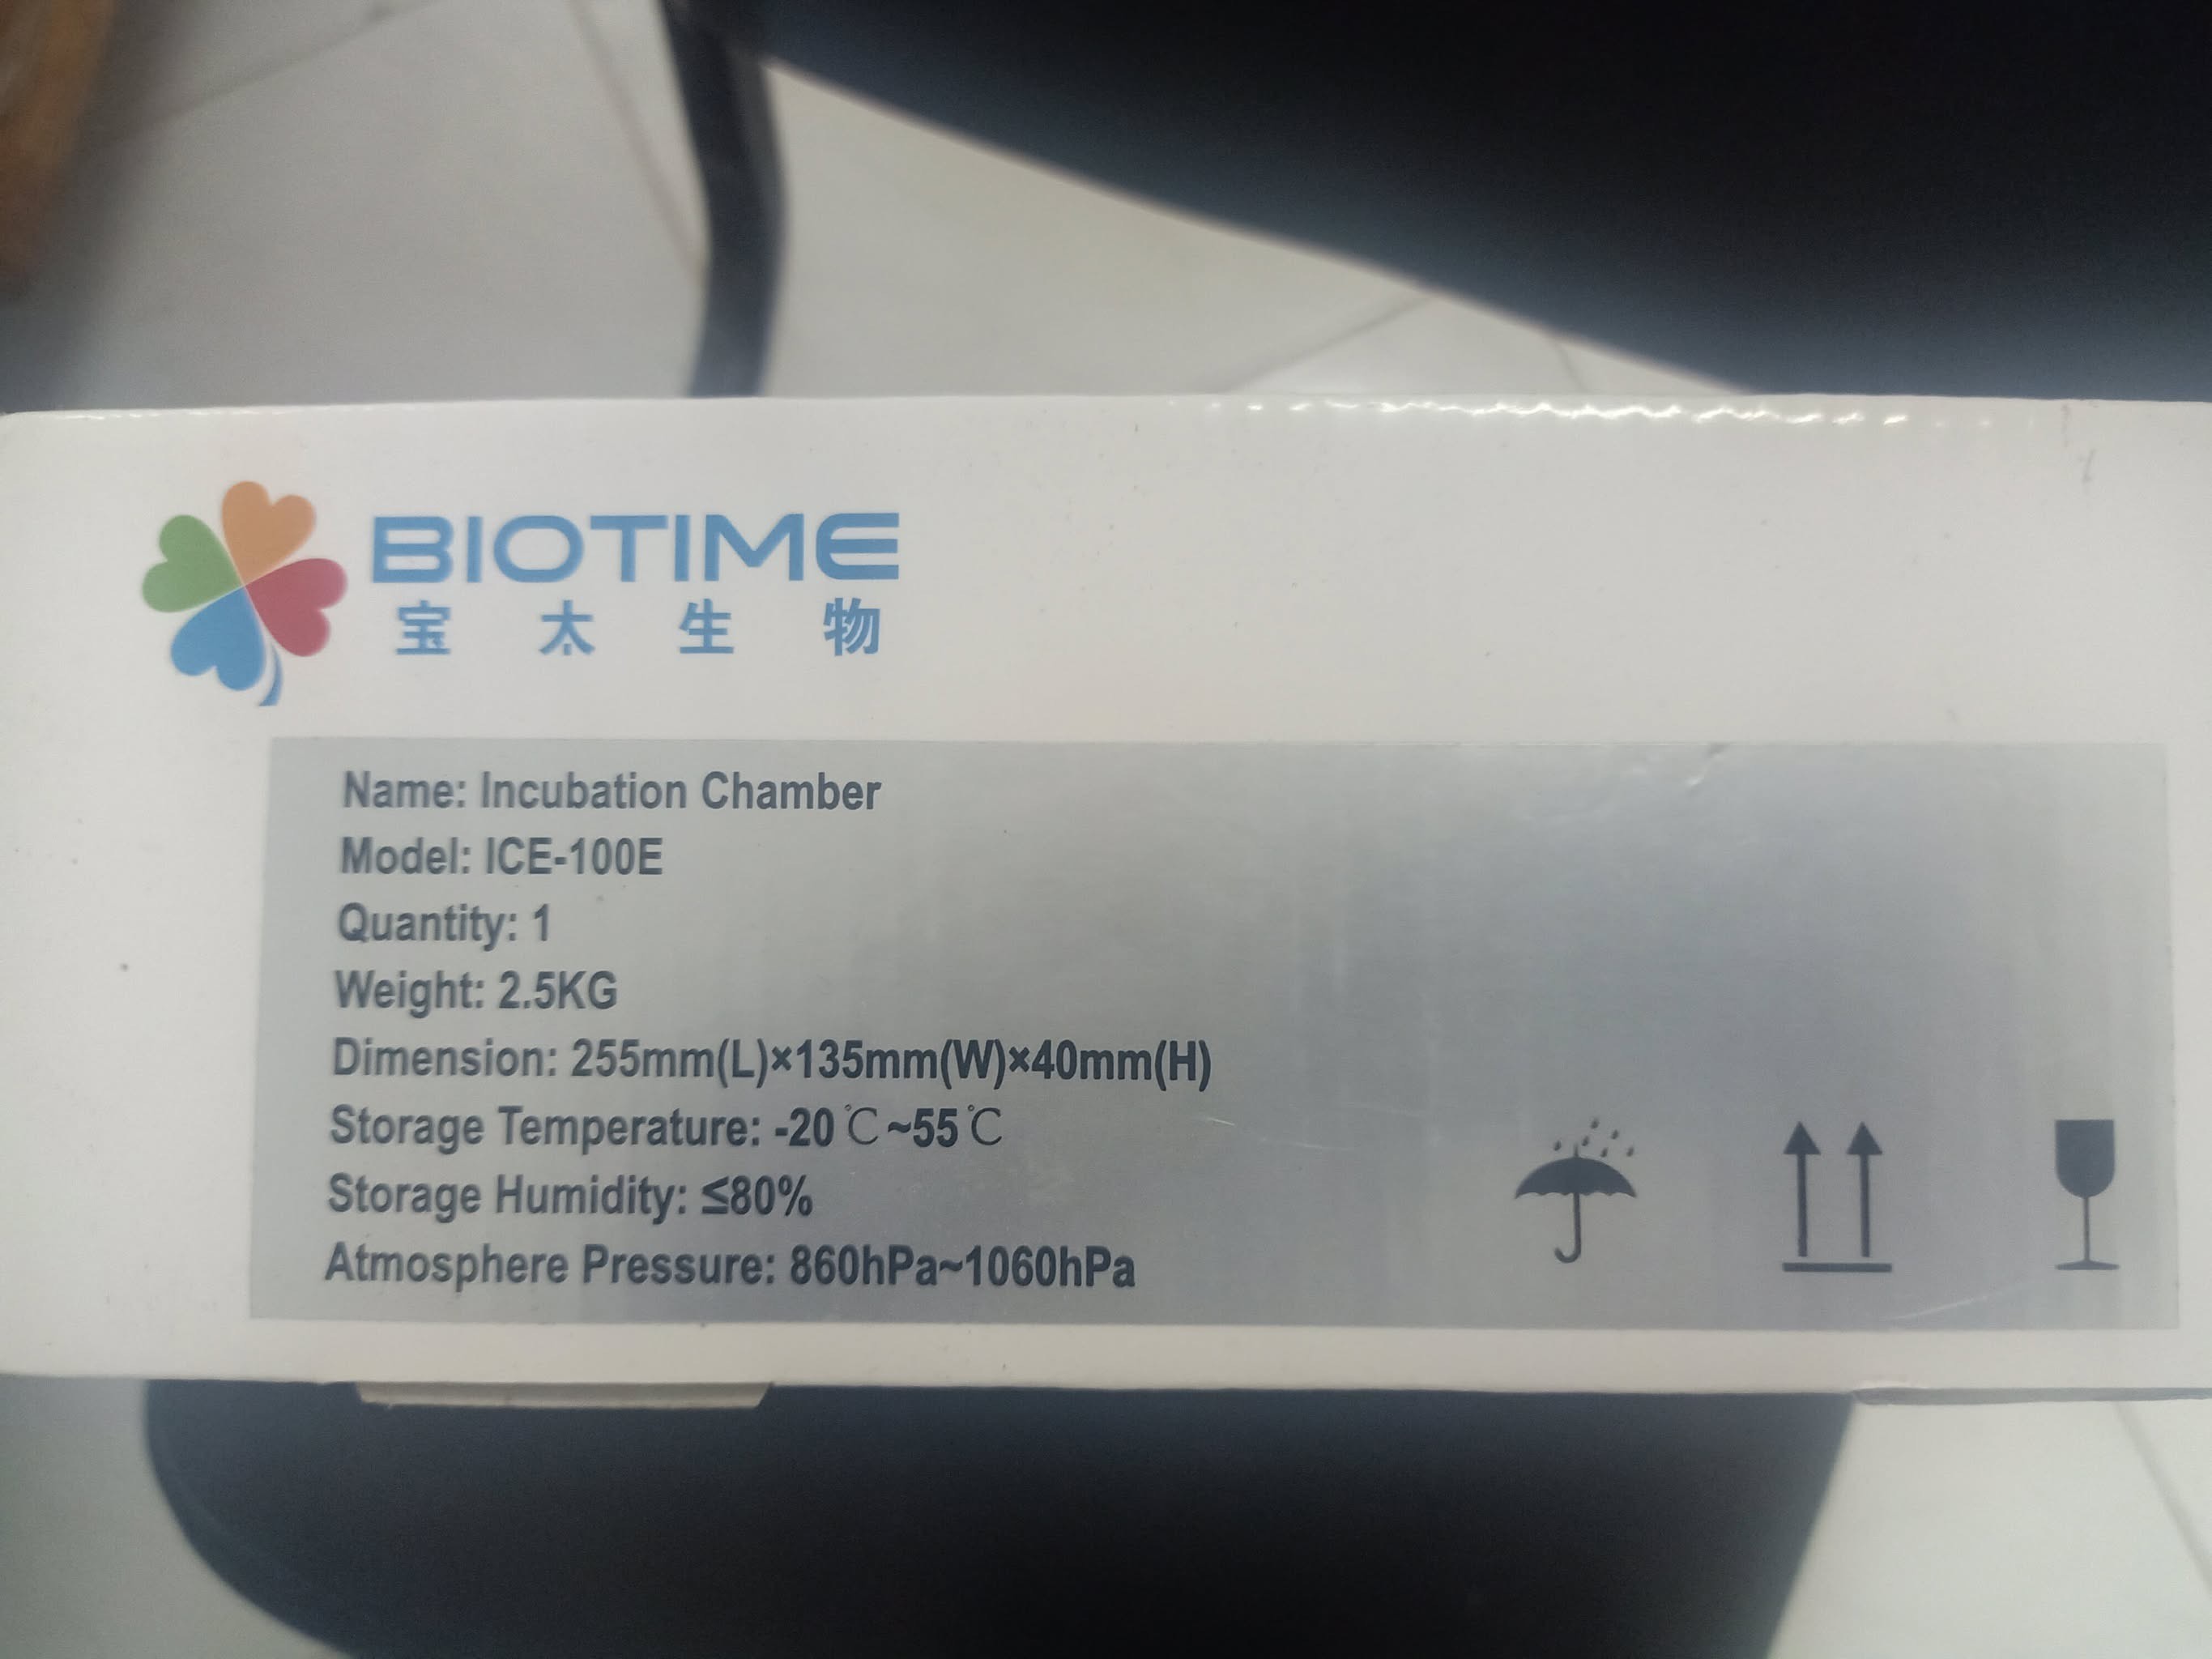 BIOTIME
宝太生物
Name: Incubation Chamber
Model: ICE-100E
Quantity: 1
Weight: 2.5KG
Dimension: 255mm(L)×135mm(W)×40mm(H)
Storage Temperature: -20℃~55℃
Storage Humidity: ≤80%
Atmosphere Pressure: 860hPa~1060hPa